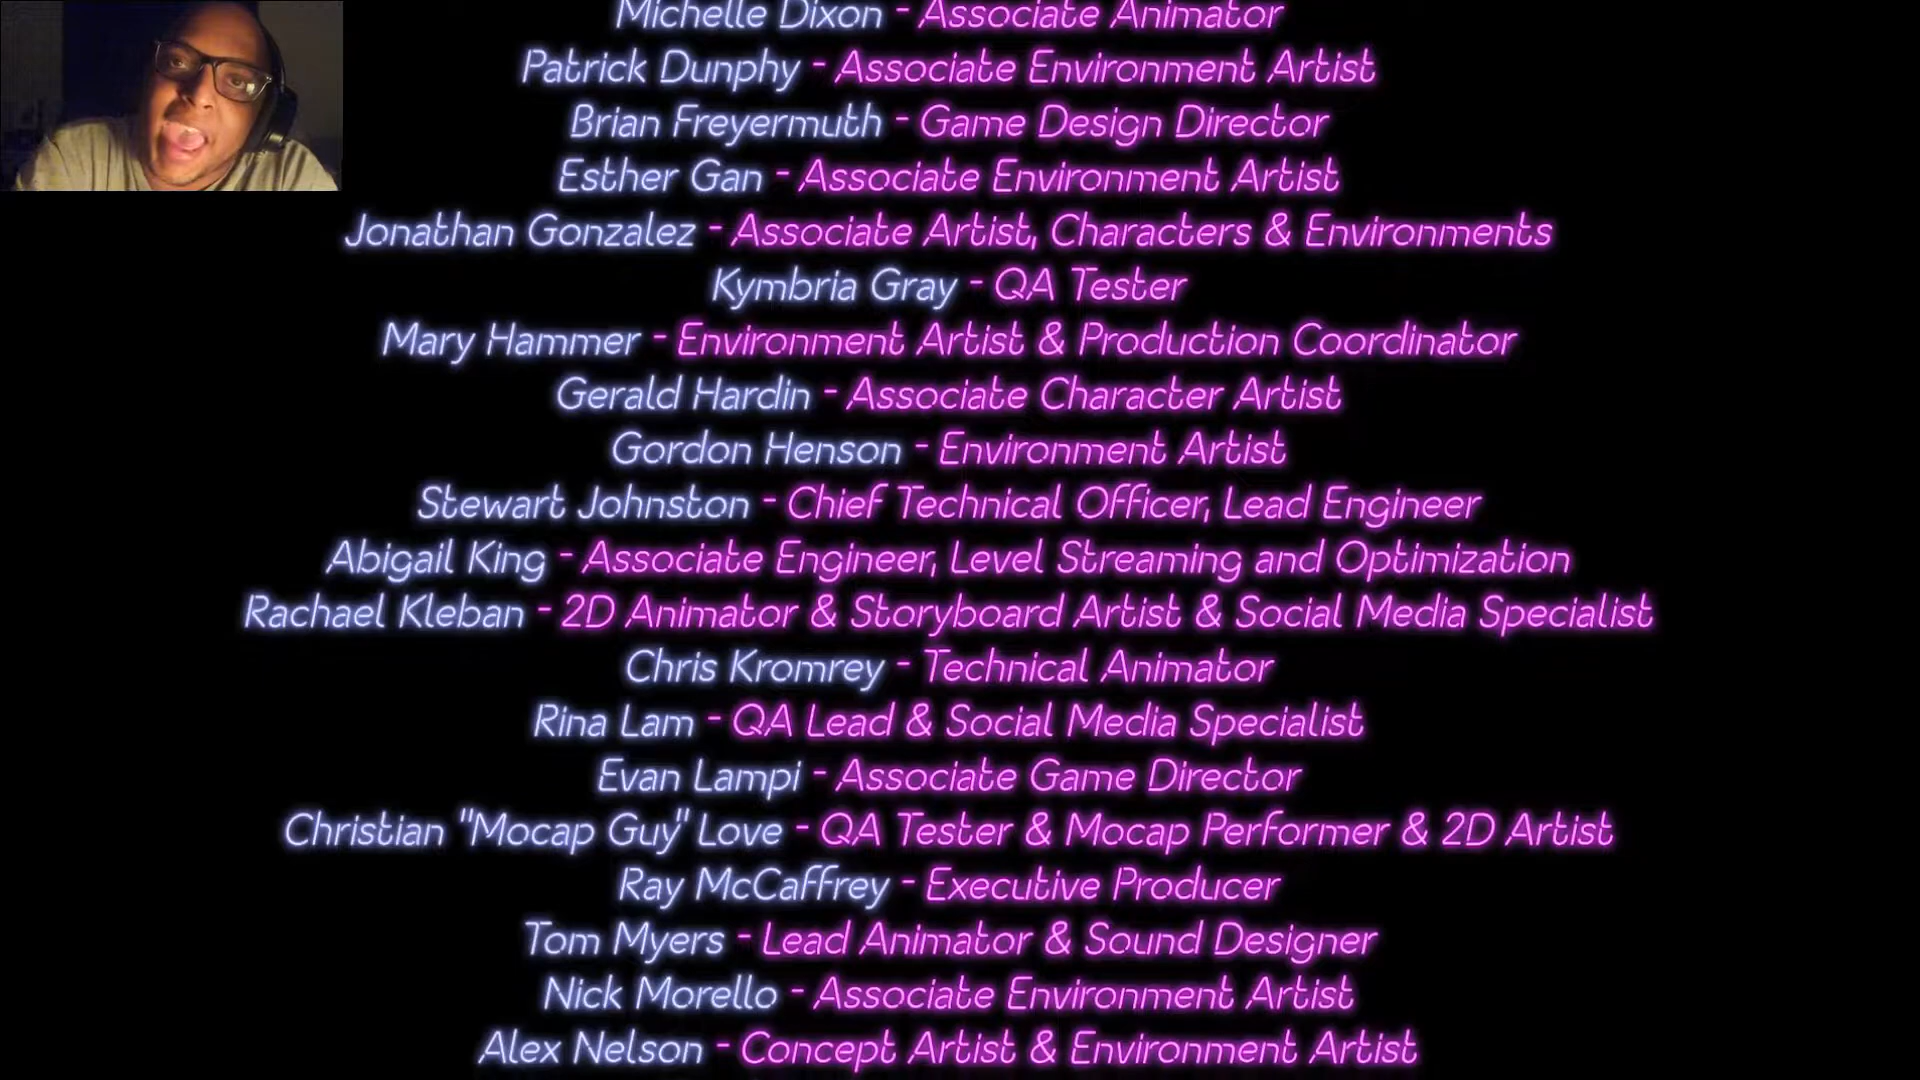 Michelle Dixon - Associate Animator
Patrick Dunphy - Associate Environment Artist
Brian Freyermuth - Game Design Director
Esther Gan - Associate Environment Artist
Jonathan Gonzalez - Associate Artist, Characters & Environments
Kymbria Gray - QA Tester
Mary Hammer - Environment Artist & Production Coordinator
Gerald Hardin - Associate Character Artist
Gordon Henson - Environment Artist
Stewart Johnston - Chief Technical Officer, Lead Engineer
Abigail King - Associate Engineer, Level Streaming and Optimization
Rachael Kleban - 2D Animator & Storyboard Artist & Social Media Specialist
Chris Kromrey - Technical Animator
Rina Lam - QA Lead & Social Media Specialist
Evan Lampi - Associate Game Director
Christian "Mocap Guy" Love - QA Tester & Mocap Performer & 2D Artist
Ray McCaffrey - Executive Producer
Tom Myers - Lead Animator & Sound Designer
Nick Morello - Associate Environment Artist
Alex Nelson - Concept Artist & Environment Artist